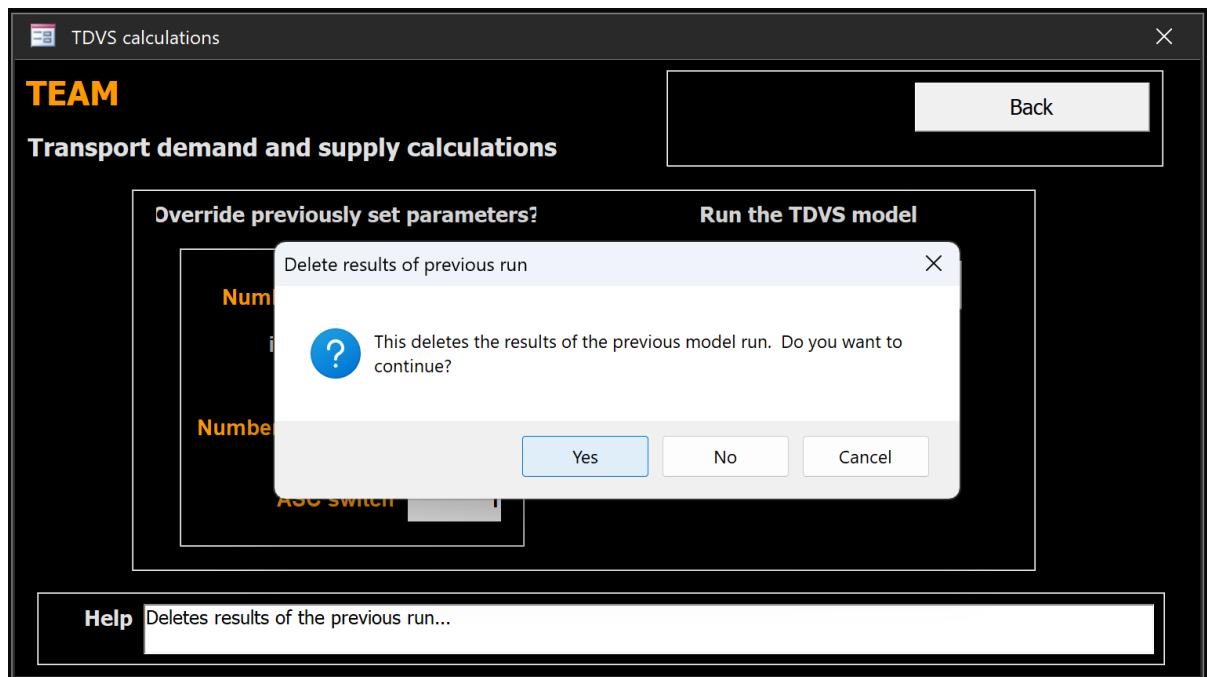 TDVS calculations
TEAM
Back
Transport demand and supply calculations
Override previously set parameters?
Run the TDVS model
Delete results of previous run
This deletes the results of the previous model run.  Do you want to
continue?
Yes
No
Cancel
ASC switch
Help
Deletes results of the previous run...